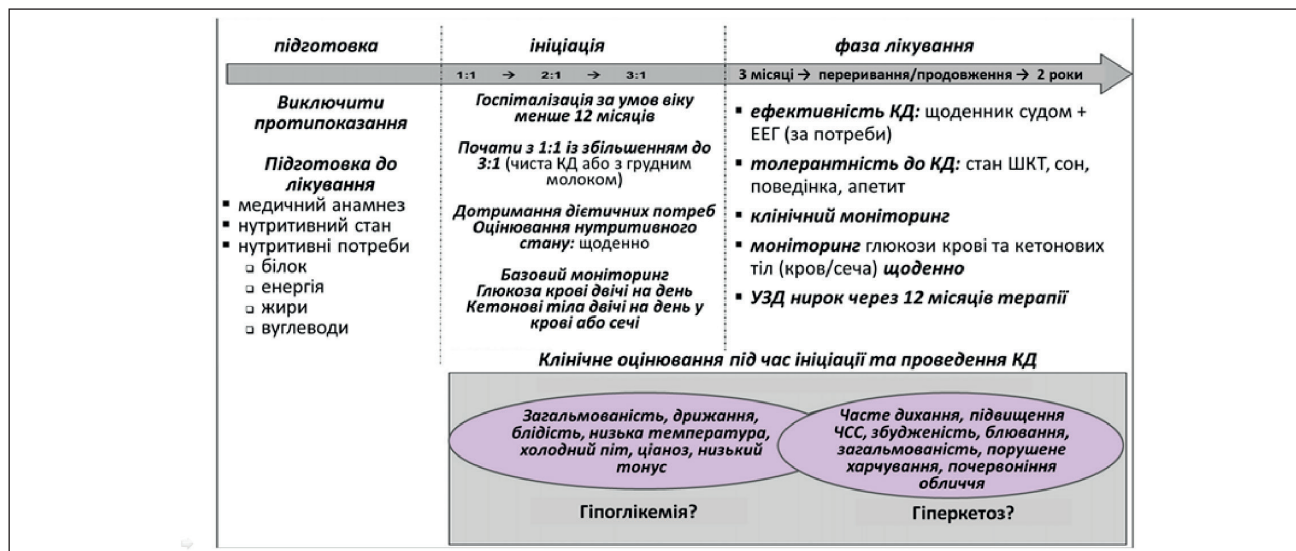 підготовка
Виключити
протипоказання
Підготовка до
лікування
▪ медичний анамнез
▪ нутритивний стан
▪ нутритивні потреби
❑ білок
❑ енергія
❑ жири
❑ вуглеводи
ініціація
1:1 → 2:1 → 3:1
Госпіталізація за умов віку
менше 12 місяців
Почати з 1:1 із збільшенням до
3:1 (чиста КД або з грудним
молоком)
Дотримання дієтичних потреб
Оцінювання нутритивного
стану: щоденно
Базовий моніторинг
Глюкоза крові двічі на день
Кетонові тіла двічі на день у
крові або сечі
фаза лікування
3 місяці → переривання/продовження → 2 роки
▪ ефективність КД: щоденник судом +
ЕЕГ (за потреби)
▪ толерантність до КД: стан ШКТ, сон,
поведінка, апетит
▪ клінічний моніторинг
▪ моніторинг глюкози крові та кетонових
тіл (кров/сеча) щоденно
▪ УЗД нирок через 12 місяців терапії
Клінічне оцінювання під час ініціації та проведення КД
Загальмованість, дрижання,
блідість, низька температура,
холодний піт, ціаноз, низький
тонус
Гіпоглікемія?
Часте дихання, підвищення
ЧСС, збудженість, блювання,
загальмованість, порушене
харчування, почервоніння
обличчя
Гіперкетоз?